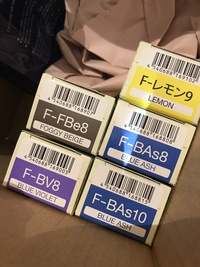 F-レモン9
LEMON
F-FBe8
FOGGY BEIGE
F-BAs8
BLUE ASH
F-BV8
BLUE VIOLET
F-BAs10
BLUE ASH